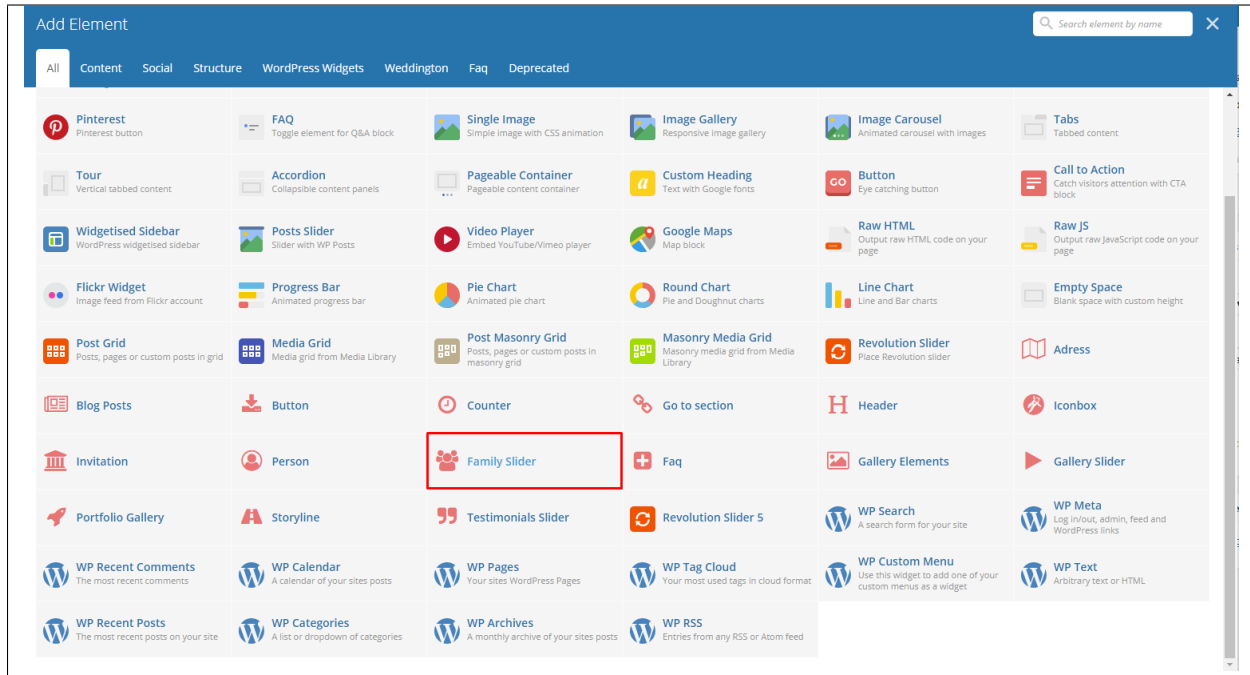 Add Element
Search element by name
All Content Social Structure WordPress Widgets Weddington Faq Deprecated
Pinterest
Pinterest button
FAQ
Toggle element for Q&A block
Single Image
Simple image with CSS animation
Image Gallery
Responsive image gallery
Image Carousel
Animated carousel with images
Tabs
Tabbed content
Tour
Vertical tabbed content
Accordion
Collapsible content panels
Pageable Container
Pageable content container
Custom Heading
Text with Google fonts
GO
Button
Eye catching button
Call to Action
Catch visitors attention with CTA
block
Widgetised Sidebar
WordPress widgetised sidebar
Posts Slider
Slider with WP Posts
Video Player
Embed YouTube/Vimeo player
Google Maps
Map block
Raw HTML
Output raw HTML code on your
page
Raw JS
Output raw JavaScript code on your
page
Flickr Widget
Image feed from Flickr account
Progress Bar
Animated progress bar
Pie Chart
Animated pie chart
Round Chart
Pie and Doughnut charts
Line Chart
Line and Bar charts
Empty Space
Blank space with custom height
Post Grid
Posts, pages or custom posts in grid
Media Grid
Media grid from Media Library
Post Masonry Grid
Posts, pages or custom posts in
masonry grid
Masonry Media Grid
Masonry media grid from Media
Library
Revolution Slider
Place Revolution slider
Adress
Blog Posts
Button
Counter
Go to section
H Header
Iconbox
Invitation
Person
Family Slider
Faq
Gallery Elements
Gallery Slider
Portfolio Gallery
Storyline
Testimonials Slider
Revolution Slider 5
WP Search
A search form for your site
WP Meta
Log in/out, admin, feed and
WordPress links
WP Recent Comments
The most recent comments
WP Calendar
A calendar of your sites posts
WP Pages
Your sites WordPress Pages
WP Tag Cloud
Your most used tags in cloud format
WP Custom Menu
Use this widget to add one of your
custom menus as a widget
WP Text
Arbitrary text or HTML
WP Recent Posts
The most recent posts on your site
WP Categories
A list or dropdown of categories
WP Archives
A monthly archive of your sites posts
WP RSS
Entries from any RSS or Atom feed